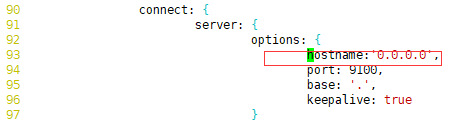 90 connect: {
91 server: {
92 options: {
93 hostname:'0.0.0.0',
94 port: 9100,
95 base: '.',
96 keepalive: true
97 }